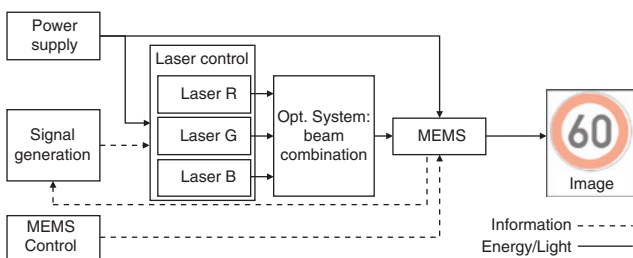 Power
supply
Laser control
Laser R
Laser G
Laser B
Opt. System:
beam
combination
Signal
generation
MEMS
60
Image
MEMS
Control
Information
Energy/Light